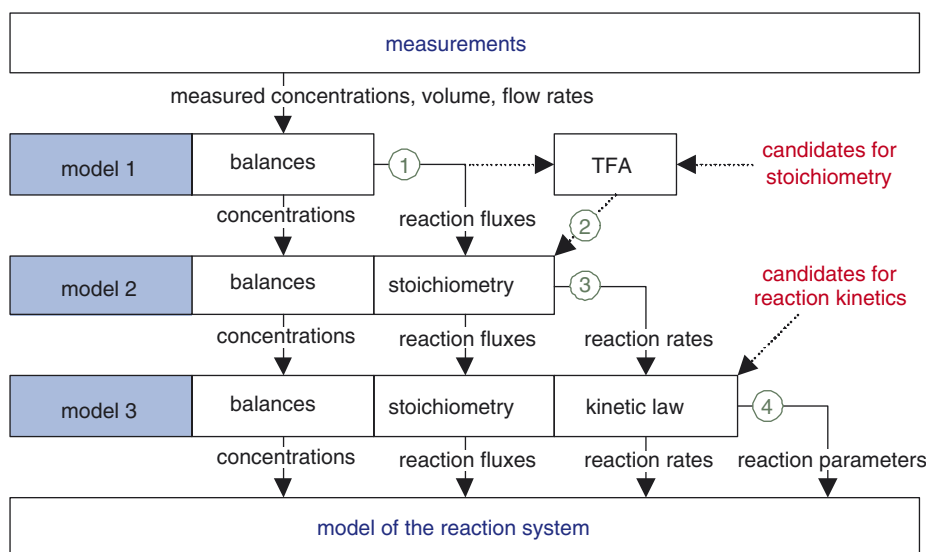 measurements
measured concentrations, volume, flow rates
model 1
balances
1
TFA
candidates for
stoichiometry
concentrations
reaction fluxes
2
model 2
balances
stoichiometry
3
candidates for
reaction kinetics
concentrations
reaction fluxes
reaction rates
model 3
balances
stoichiometry
kinetic law
4
concentrations
reaction fluxes
reaction rates
reaction parameters
model of the reaction system